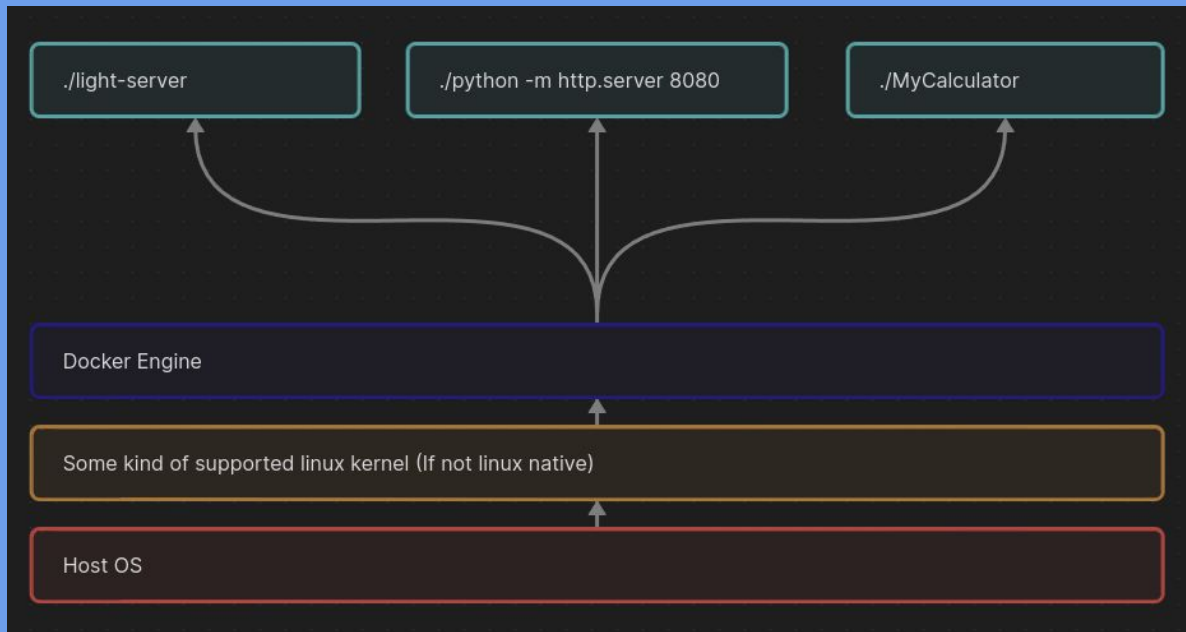 ./light-server
./python -m http.server 8080
./MyCalculator
Docker Engine
Some kind of supported linux kernel (If not linux native)
Host OS